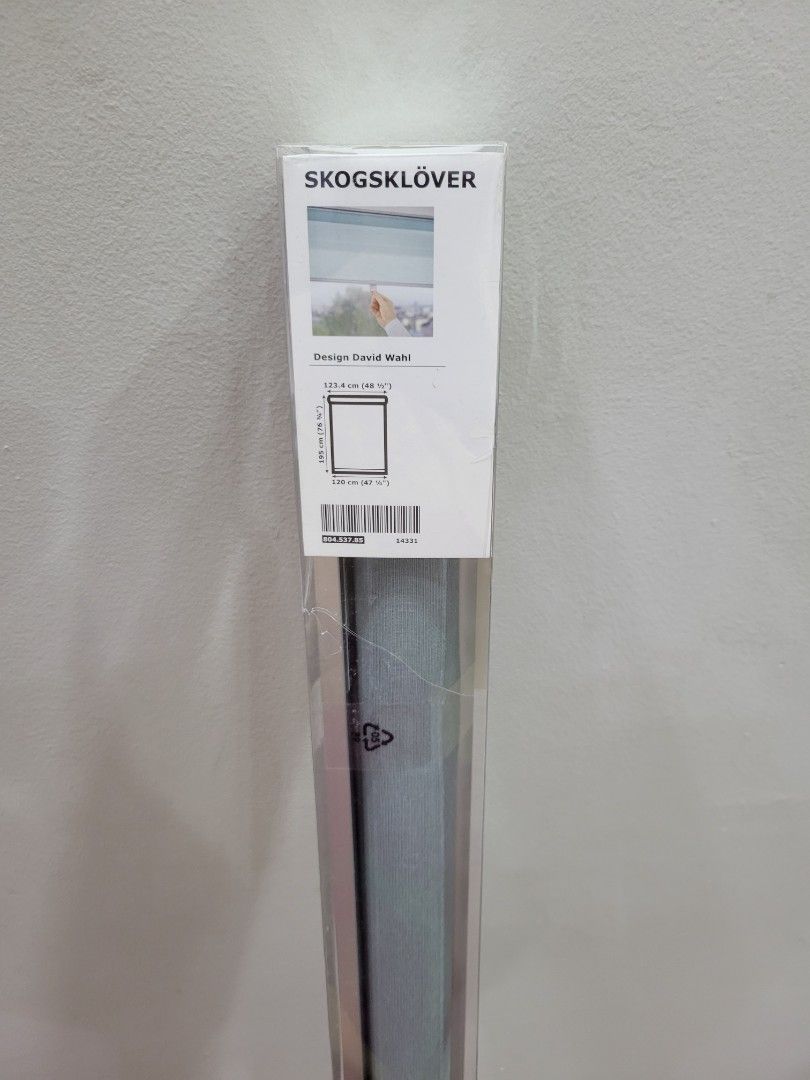 SKOGSKLÖVER
Design David Wahl
123.4 cm (48 ½")
195 cm (76 ¾")
120 cm (47 ¼")
804.537.85
14331
05